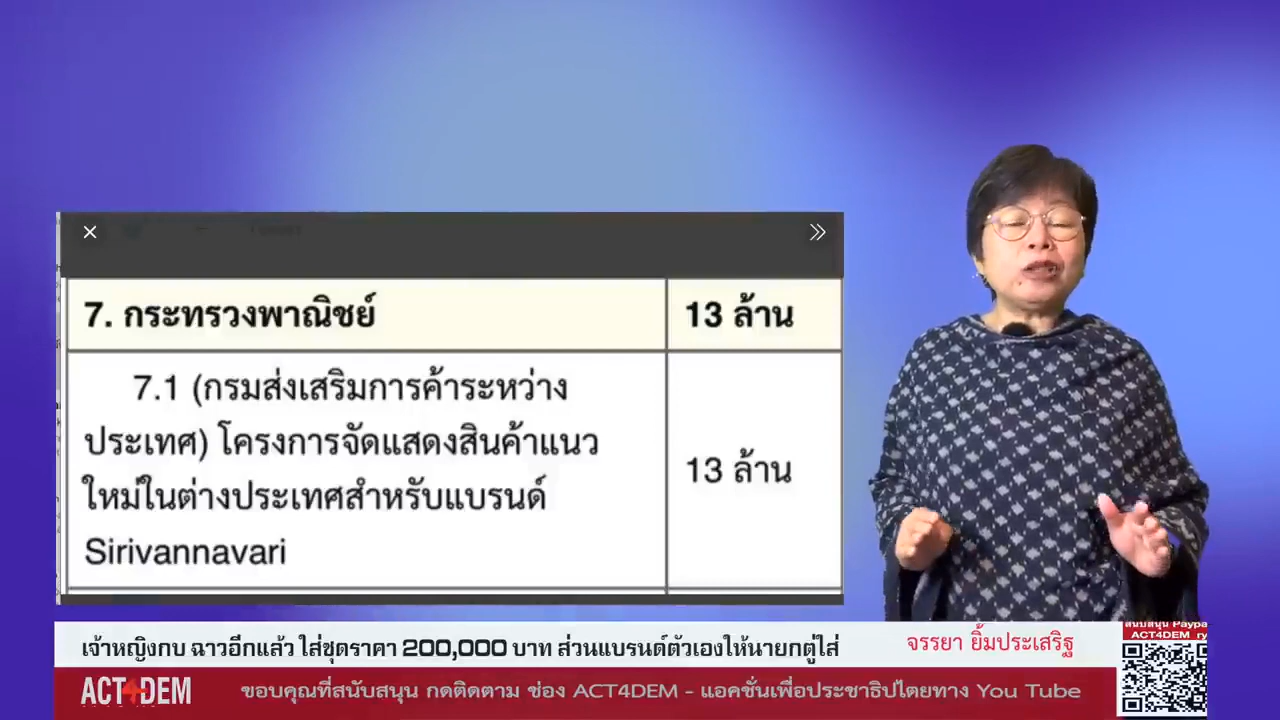 7. กระทรวงพาณิชย์ 13 ล้าน
7.1 (กรมส่งเสริมการค้าระหว่าง
ประเทศ) โครงการจัดแสดงสินค้าแนว
ใหม่ในต่างประเทศสำหรับแบรนด์
Sirivannavari
13 ล้าน
เจ้าหญิงกบ ฉาวอีกแล้ว ใส่ชุดราคา 200,000 บาท ส่วนแบรนด์ตัวเองให้นายกตู่ใส่
จรรยา ยิ้มประเสริฐ
สนับสนุน Paypa
ACT4DEM ry
ACT4DEM
ขอบคุณที่สนับสนุน กดติดตาม ช่อง ACT4DEM - แอคชั่นเพื่อประชาธิปไตยทาง You Tube